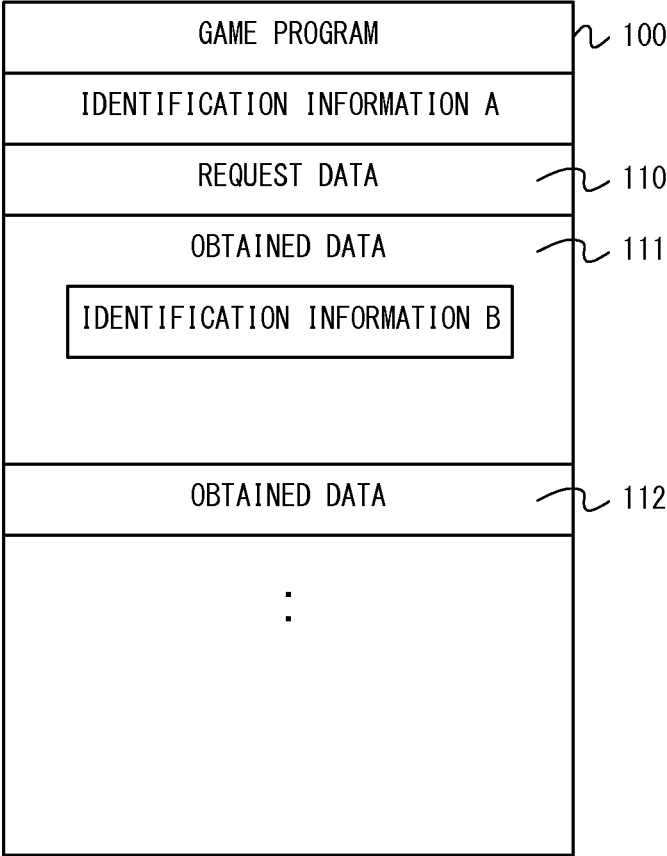 GAME PROGRAM 100
IDENTIFICATION INFORMATION A
REQUEST DATA 110
OBTAINED DATA 111
IDENTIFICATION INFORMATION B
OBTAINED DATA 112
: